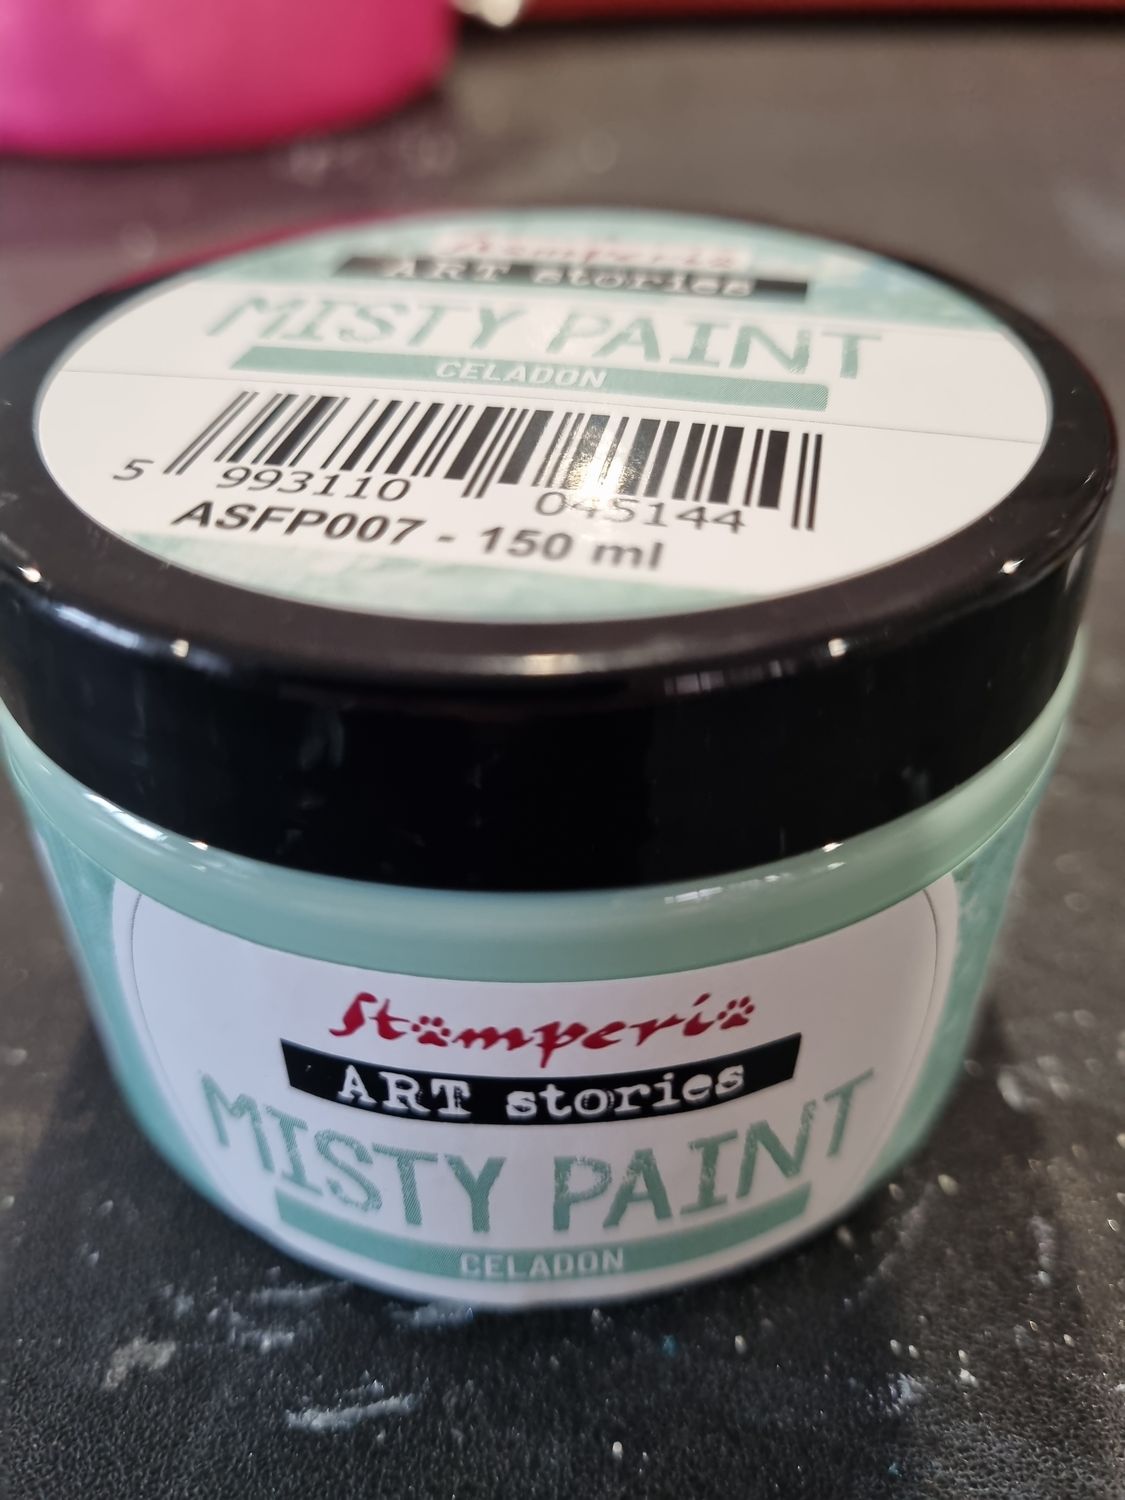 Stamperia
ART stories
MISTY PAINT
CELADON
5 993110 045144
ASFP007 - 150 ml
Stamperia
ART stories
MISTY PAINT
CELADON